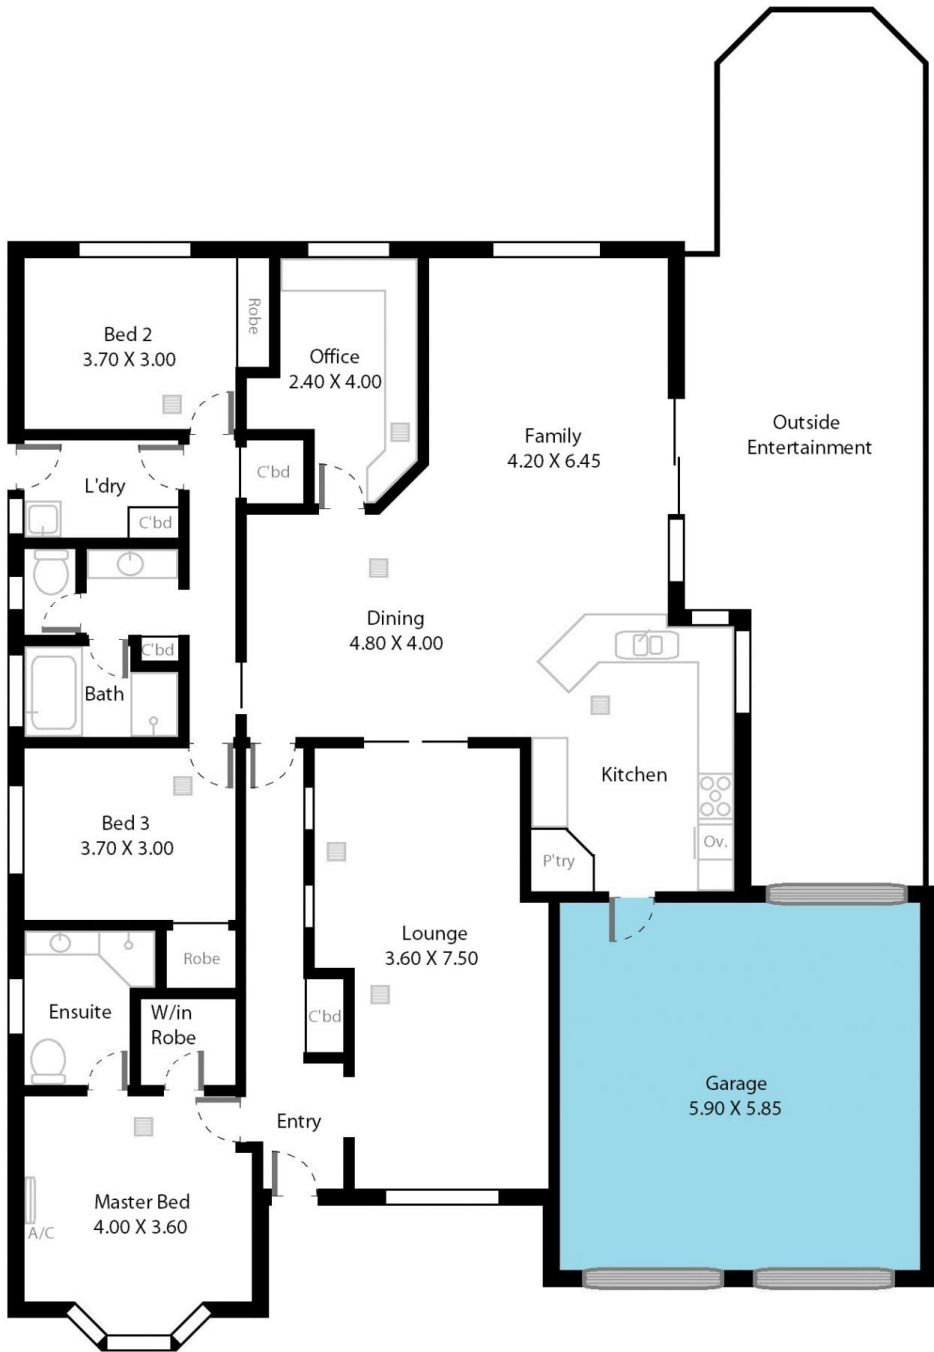 Bed 2
3.70 X 3.00
Robe
Office
2.40 X 4.00
Family
4.20 X 6.45
Outside
Entertainment
C'bd
L'dry
C'bd
Dining
4.80 X 4.00
C'bd
Bath
Kitchen
Bed 3
3.70 X 3.00
P'try
Ov.
Lounge
3.60 X 7.50
Robe
Ensuite
W/in
Robe
C'bd
Garage
5.90 X 5.85
Entry
Master Bed
4.00 X 3.60
A/C